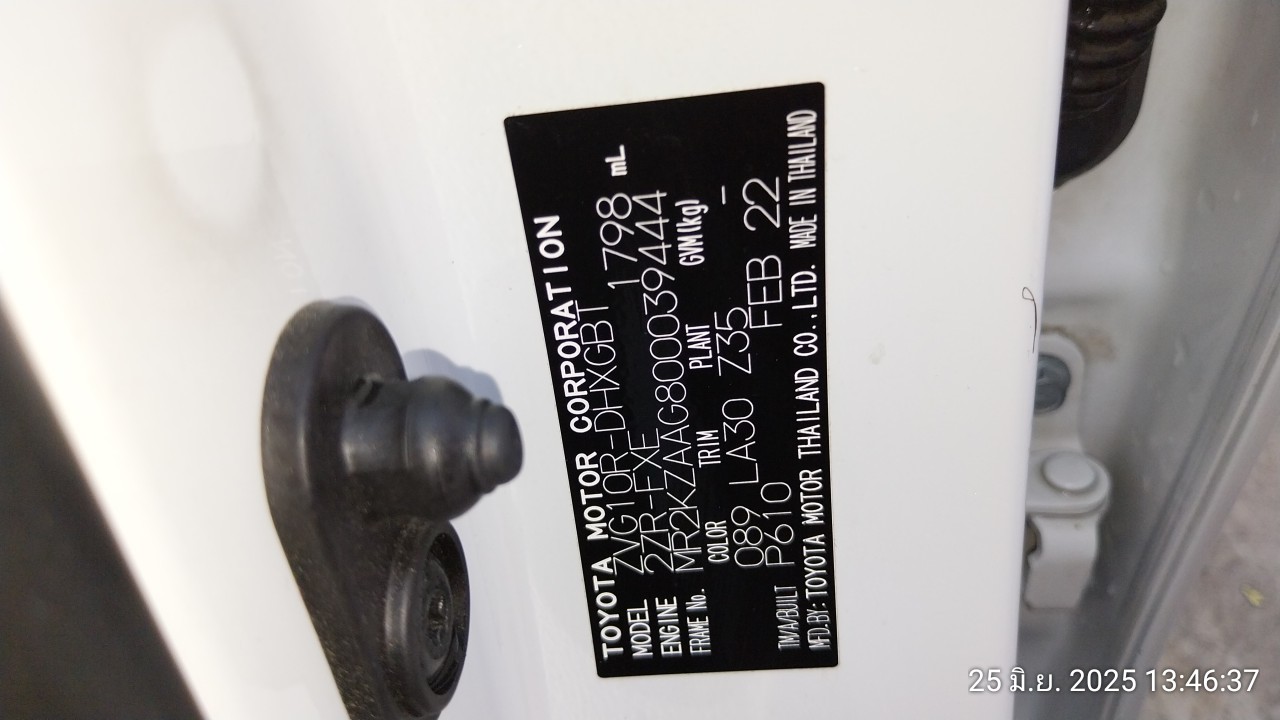 TOYOTA MOTOR CORPORATION
MODEL ZVG10R-DHXGBT
ENGINE 2ZR-FXE 1798 mL
FRAME No. MR2KZAAG800039444
COLOR TRIM PLANT GVM(kg)
089 LA30 Z35 —
TM/A/BUILT P610 FEB 22
MFD.BY: TOYOTA MOTOR THAILAND CO.,LTD. MADE IN THAILAND
25 มิ.ย. 2025 13:46:37